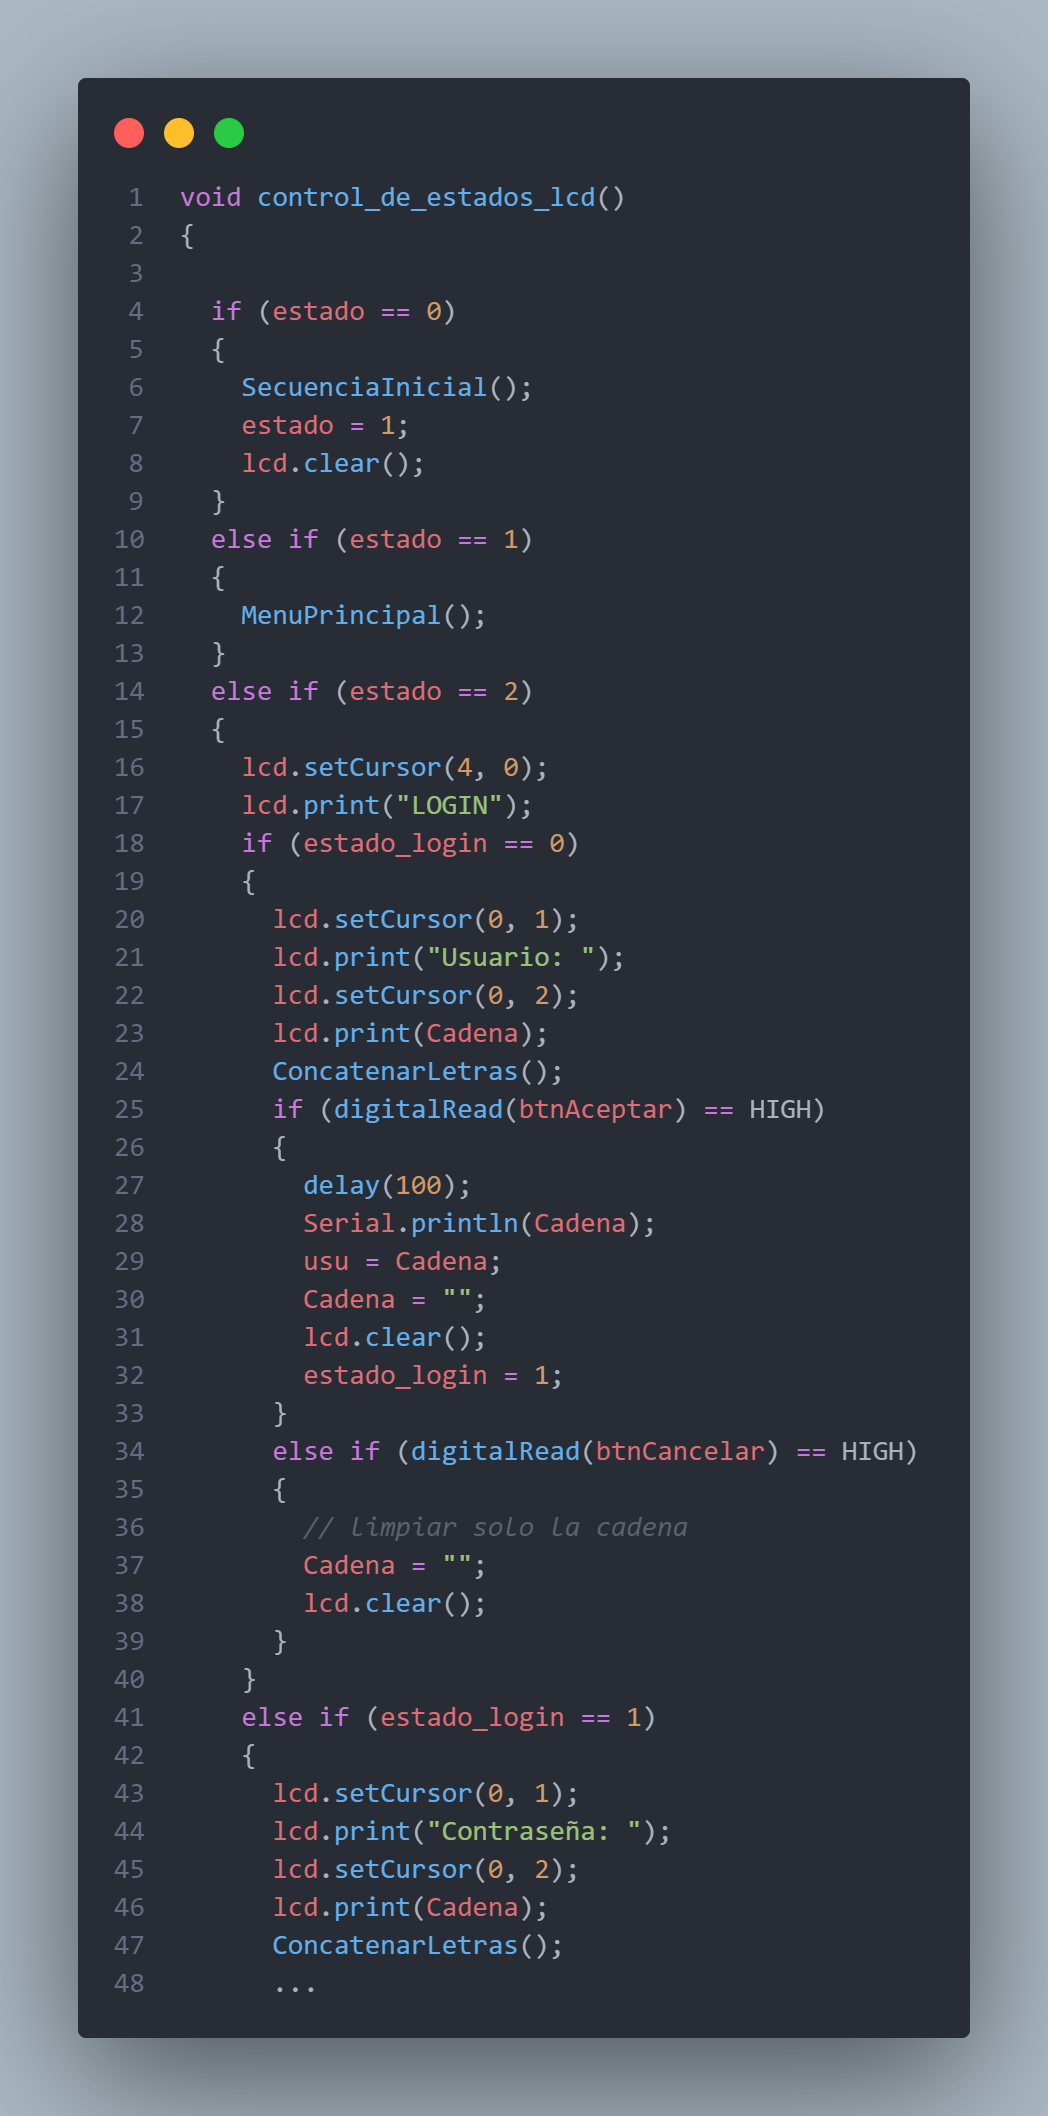 1 void control_de_estados_lcd()
2 {
3
4   if (estado == 0)
5   {
6     SecuenciaInicial();
7     estado = 1;
8     lcd.clear();
9   }
10   else if (estado == 1)
11   {
12     MenuPrincipal();
13   }
14   else if (estado == 2)
15   {
16     lcd.setCursor(4, 0);
17     lcd.print("LOGIN");
18     if (estado_login == 0)
19     {
20       lcd.setCursor(0, 1);
21       lcd.print("Usuario: ");
22       lcd.setCursor(0, 2);
23       lcd.print(Cadena);
24       ConcatenarLetras();
25       if (digitalRead(btnAceptar) == HIGH)
26       {
27         delay(100);
28         Serial.println(Cadena);
29         usu = Cadena;
30         Cadena = "";
31         lcd.clear();
32         estado_login = 1;
33       }
34       else if (digitalRead(btnCancelar) == HIGH)
35       {
36         // limpiar solo la cadena
37         Cadena = "";
38         lcd.clear();
39       }
40     }
41     else if (estado_login == 1)
42     {
43       lcd.setCursor(0, 1);
44       lcd.print("Contraseña: ");
45       lcd.setCursor(0, 2);
46       lcd.print(Cadena);
47       ConcatenarLetras();
48       ...